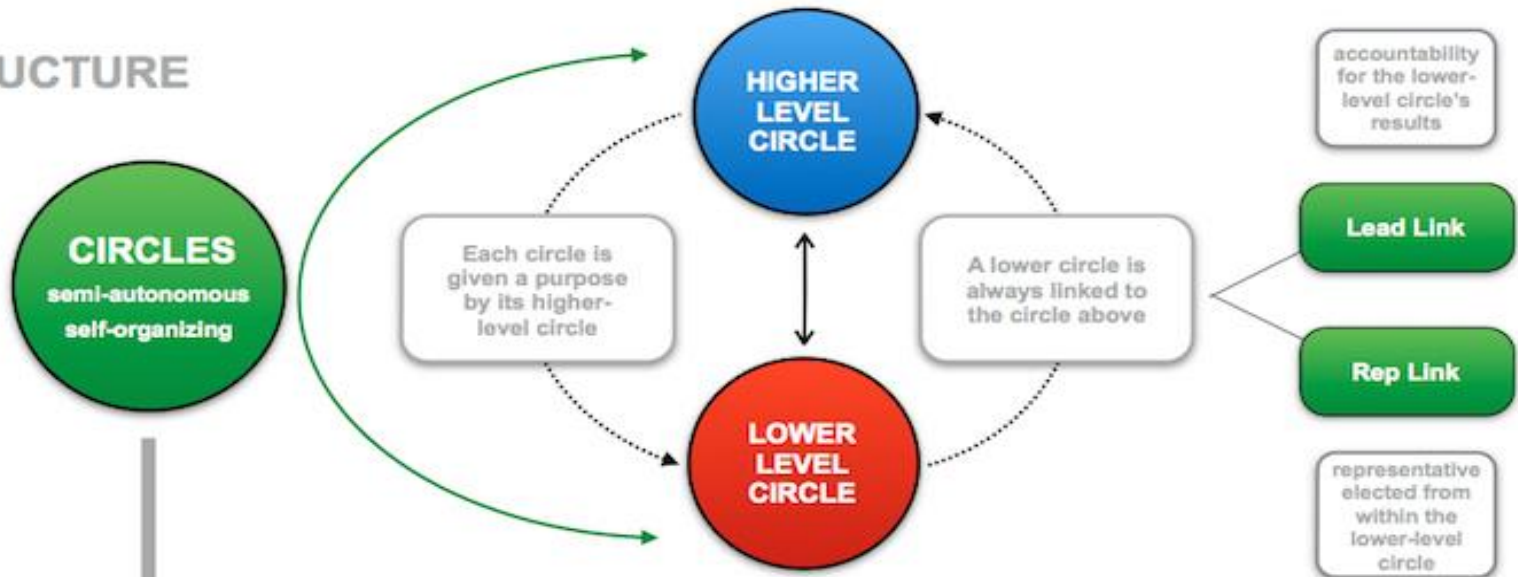 UCTURE
CIRCLES
semi-autonomous
self-organizing
HIGHER
LEVEL
CIRCLE
Each circle is
given a purpose
by its higher-
level circle
A lower circle is
always linked to
the circle above
LOWER
LEVEL
CIRCLE
accountability
for the lower-
level circle's
results
Lead Link
Rep Link
representative
elected from
within the
lower-level
circle